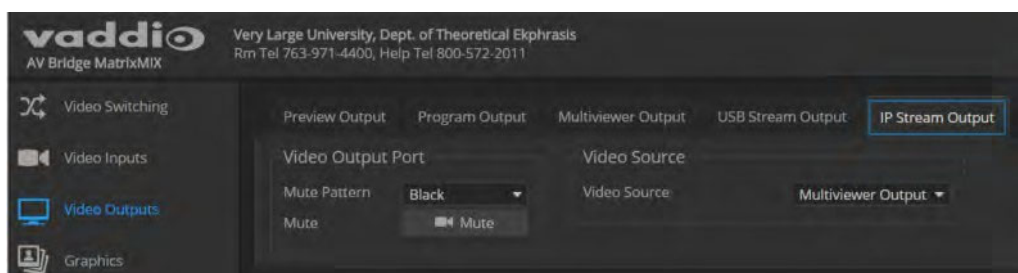 vaddio
AV Bridge MatrixMIX
Very Large University, Dept. of Theoretical Ekphrasis
Rm Tel 763-971-4400, Help Tel 800-572-2011
Video Switching
Video Inputs
Video Outputs
Graphics
Preview Output Program Output Multiviewer Output USB Stream Output IP Stream Output
Video Output Port Video Source
Mute Pattern Black Video Source Multiviewer Output
Mute Mute